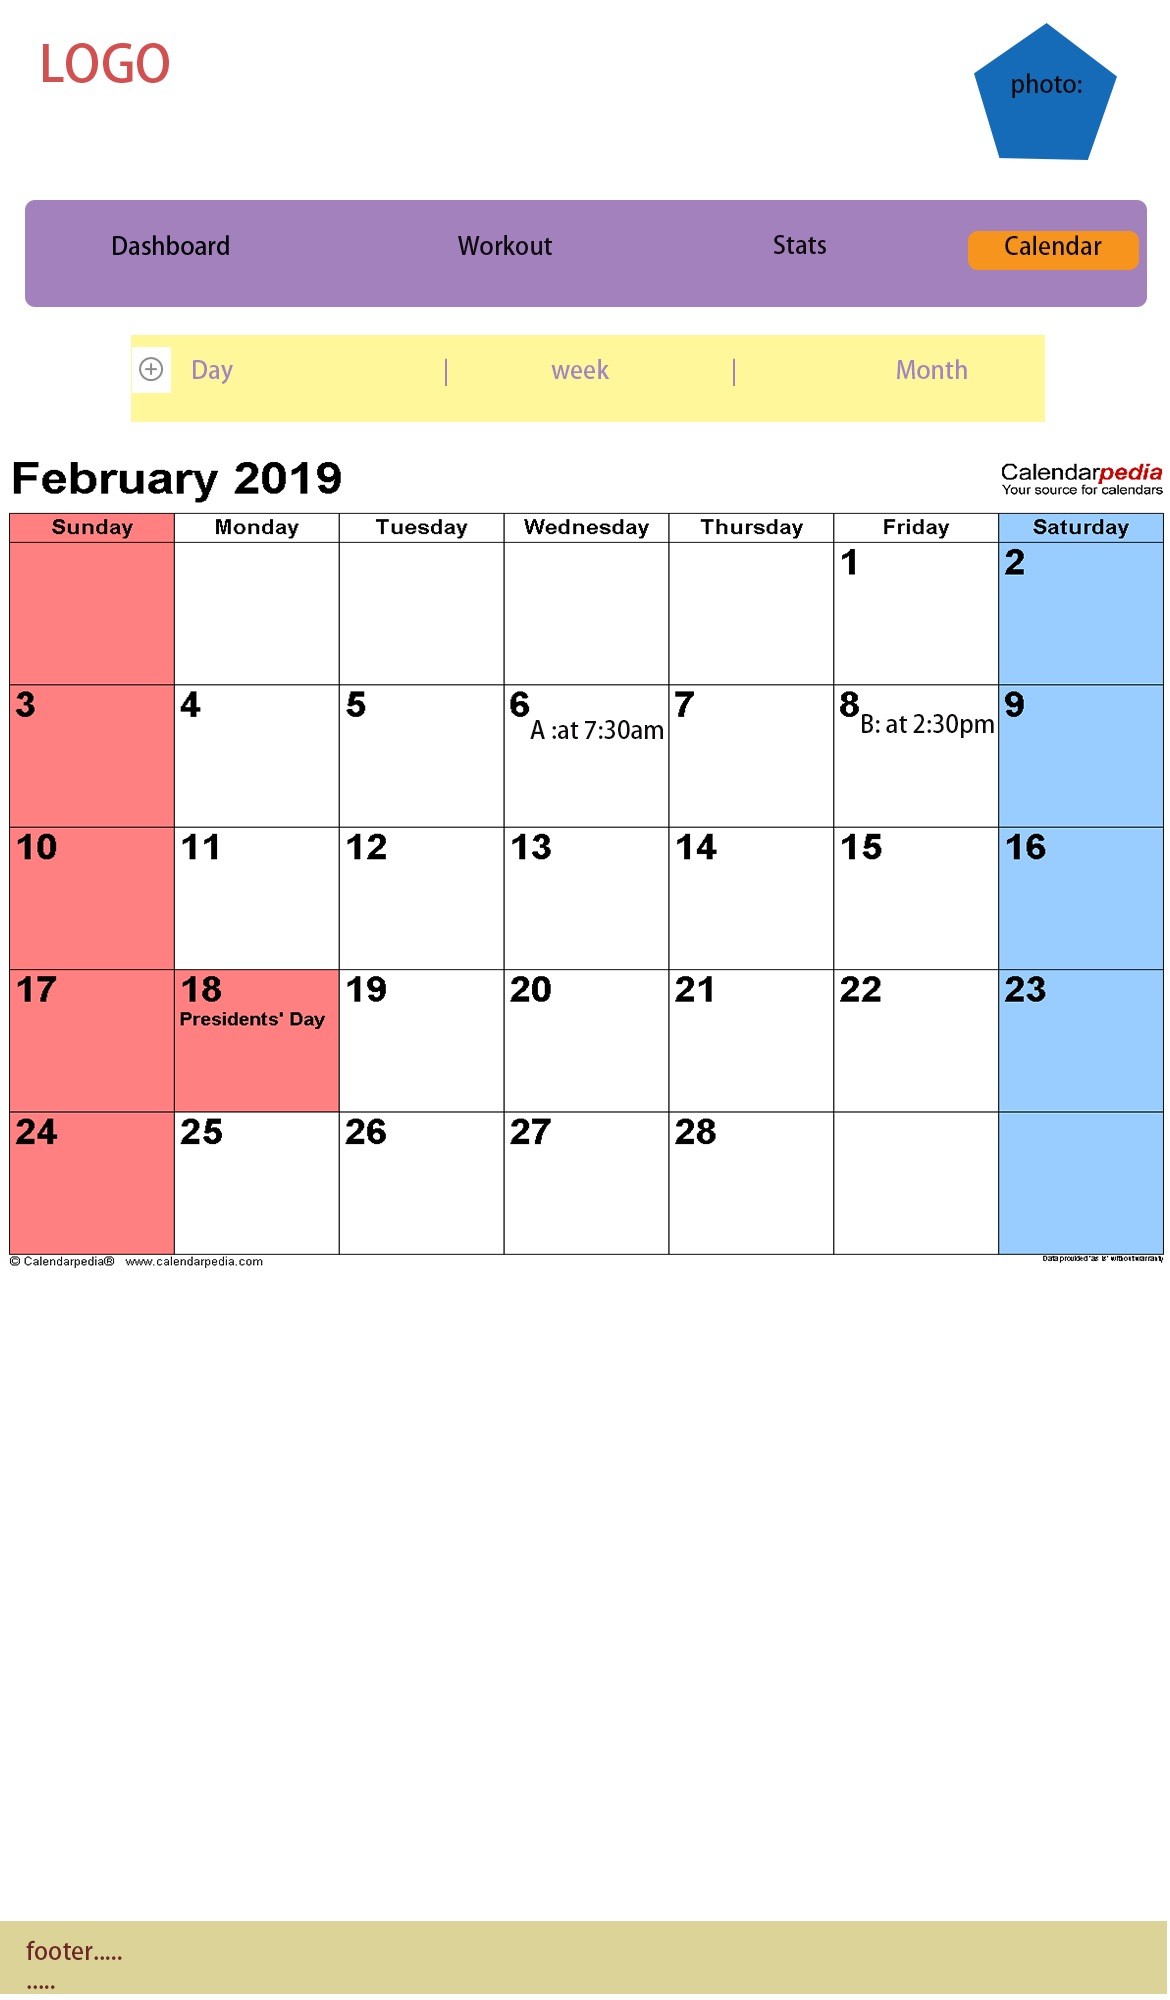 LOGO
photo:
Dashboard Workout Stats Calendar
Day | week | Month
February 2019
Calendarpedia
Your source for calendars
Sunday Monday Tuesday Wednesday Thursday Friday Saturday
1 2
3 4 5 6 7 8 9
A :at 7:30am B: at 2:30pm
10 11 12 13 14 15 16
17 18 19 20 21 22 23
Presidents' Day
24 25 26 27 28
© Calendarpedia® www.calendarpedia.com
Data provided "as is" without warranty
footer.....
.....